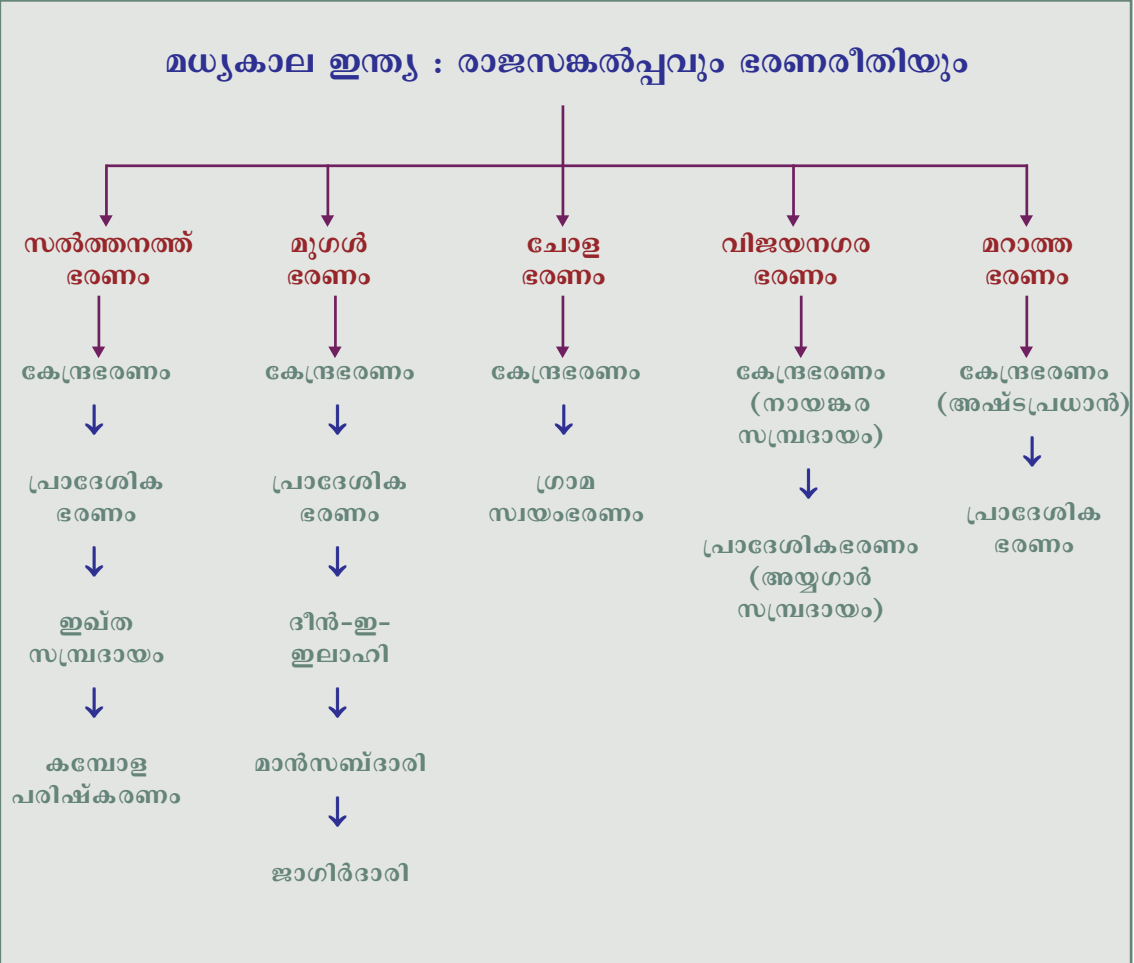 മധ്യകാല ഇന്ത്യ : രാജസങ്കൽപ്പവും ഭരണരീതിയും
സൽത്തനത്ത്
ഭരണം
മുഗൾ
ഭരണം
ചോള
ഭരണം
വിജയനഗര
ഭരണം
മറാത്ത
ഭരണം
കേന്ദ്രഭരണം
പ്രാദേശിക
ഭരണം
ഇഖ്ത
സമ്പ്രദായം
കമ്പോള
പരിഷ്കരണം
കേന്ദ്രഭരണം
പ്രാദേശിക
ഭരണം
ദീൻ-ഇ-
ഇലാഹി
മാൻസബ്ദാരി
ജാഗിർദാരി
കേന്ദ്രഭരണം
ഗ്രാമ
സ്വയംഭരണം
കേന്ദ്രഭരണം
(നായങ്കര
സമ്പ്രദായം)
പ്രാദേശികഭരണം
(അയ്യഗാർ
സമ്പ്രദായം)
കേന്ദ്രഭരണം
(അഷ്ടപ്രധാൻ)
പ്രാദേശിക
ഭരണം